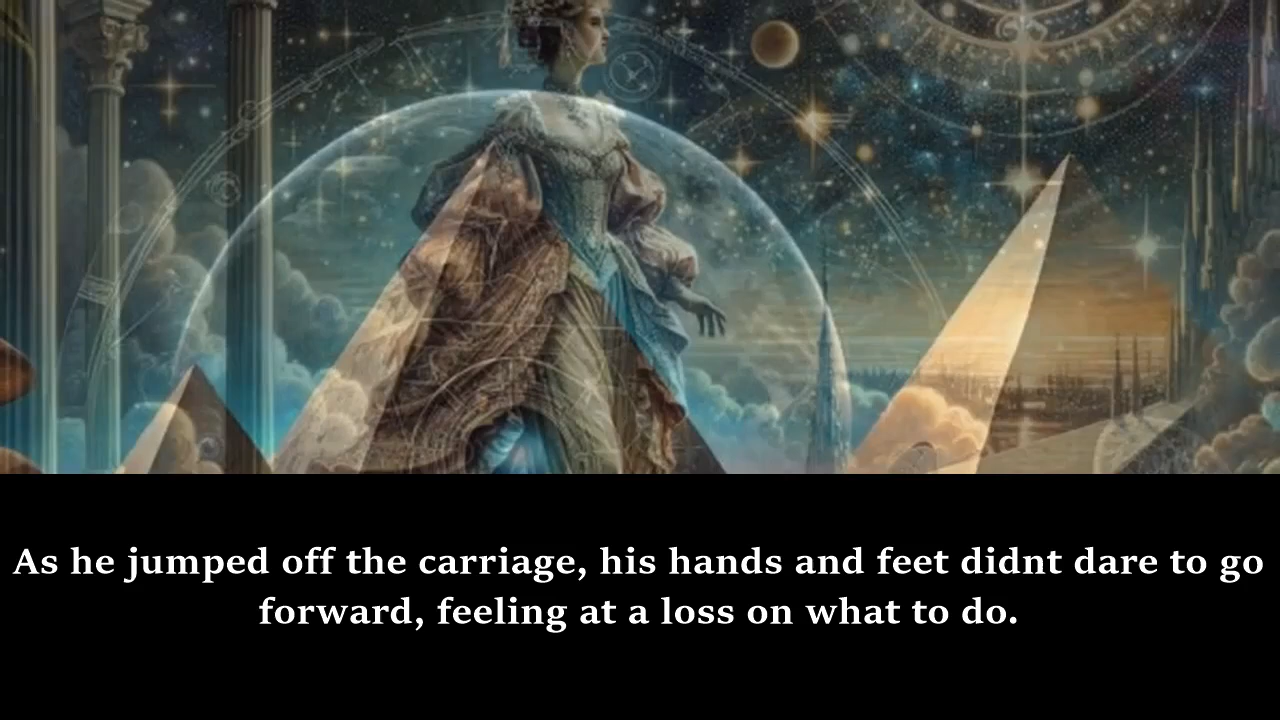 As he jumped off the carriage, his hands and feet didnt dare to go
forward, feeling at a loss on what to do.